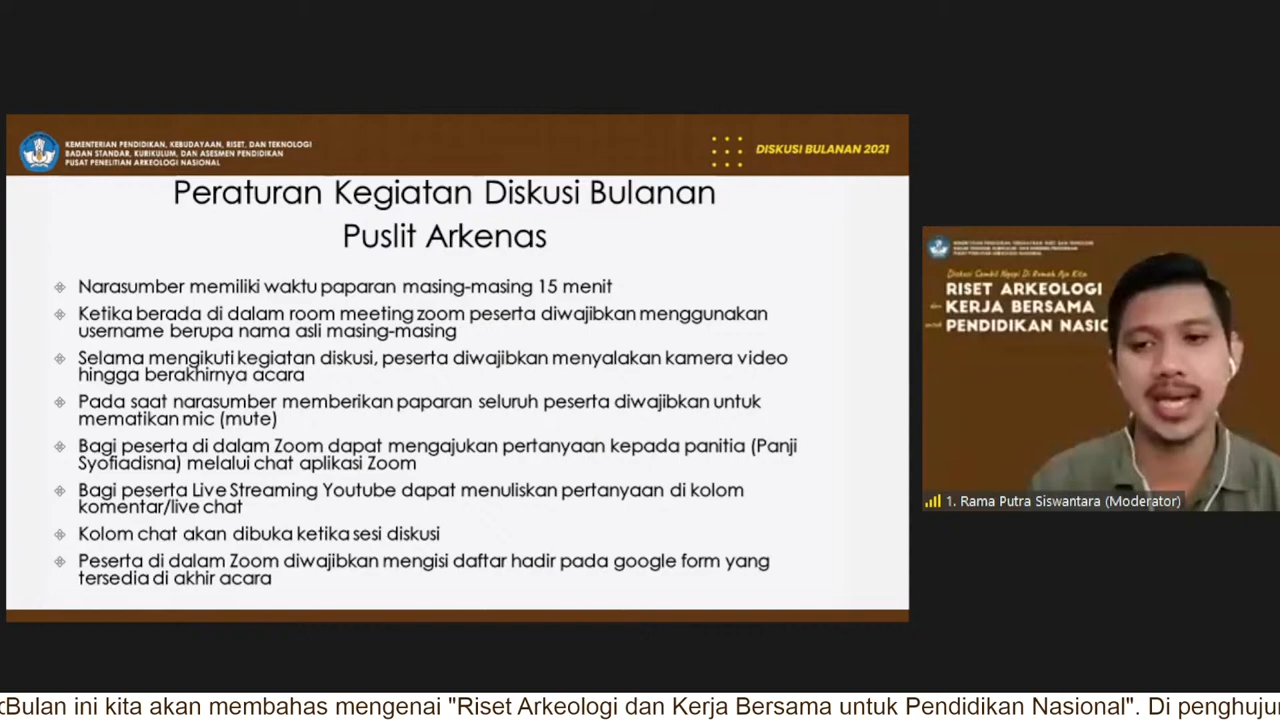 KEMENTERIAN PENDIDIKAN, KEBUDAYAAN, RISET, DAN TEKNOLOGI
BADAN STANDAR, KURIKULUM, DAN ASESMEN PENDIDIKAN
PUSAT PENELITIAN ARKEOLOGI NASIONAL
DISKUSI BULANAN 2021
Peraturan Kegiatan Diskusi Bulanan
Puslit Arkenas
Narasumber memiliki waktu paparan masing-masing 15 menit
Ketika berada di dalam room meeting zoom peserta diwajibkan menggunakan
username berupa nama asli masing-masing
Selama mengikuti kegiatan diskusi, peserta diwajibkan menyalakan kamera video
hingga berakhirnya acara
Pada saat narasumber memberikan paparan seluruh peserta diwajibkan untuk
mematikan mic (mute)
Bagi peserta di dalam Zoom dapat mengajukan pertanyaan kepada panitia (Panji
Syofiadisna) melalui chat aplikasi Zoom
Bagi peserta Live Streaming Youtube dapat menuliskan pertanyaan di kolom
komentar/live chat
Kolom chat akan dibuka ketika sesi diskusi
Peserta di dalam Zoom diwajibkan mengisi daftar hadir pada google form yang
tersedia di akhir acara
Diskusi Sambil Ngopi Di Rumah Aja Kita
RISET ARKEOLOGI
dan KERJA BERSAMA
untuk PENDIDIKAN NASIO
1. Rama Putra Siswantara (Moderator)
Bulan ini kita akan membahas mengenai "Riset Arkeologi dan Kerja Bersama untuk Pendidikan Nasional". Di penghuju